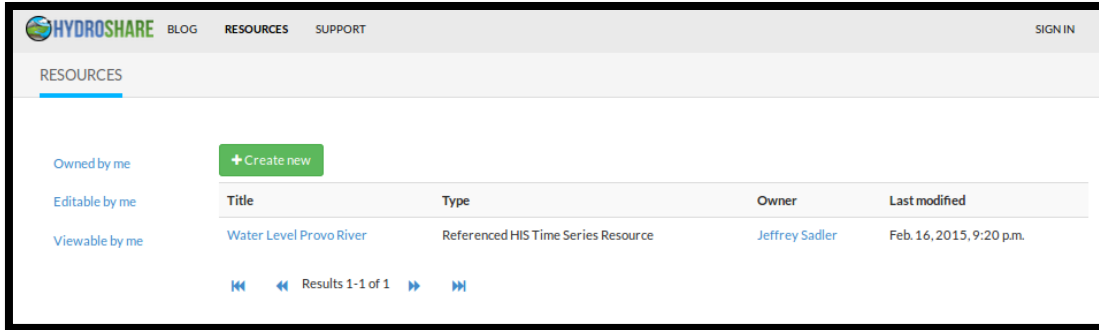 HYDROSHARE BLOG RESOURCES SUPPORT SIGN IN
RESOURCES
Owned by me
Editable by me
Viewable by me
+ Create new
Title Type Owner Last modified
Water Level Provo River Referenced HIS Time Series Resource Jeffrey Sadler Feb. 16, 2015, 9:20 p.m.
Results 1-1 of 1